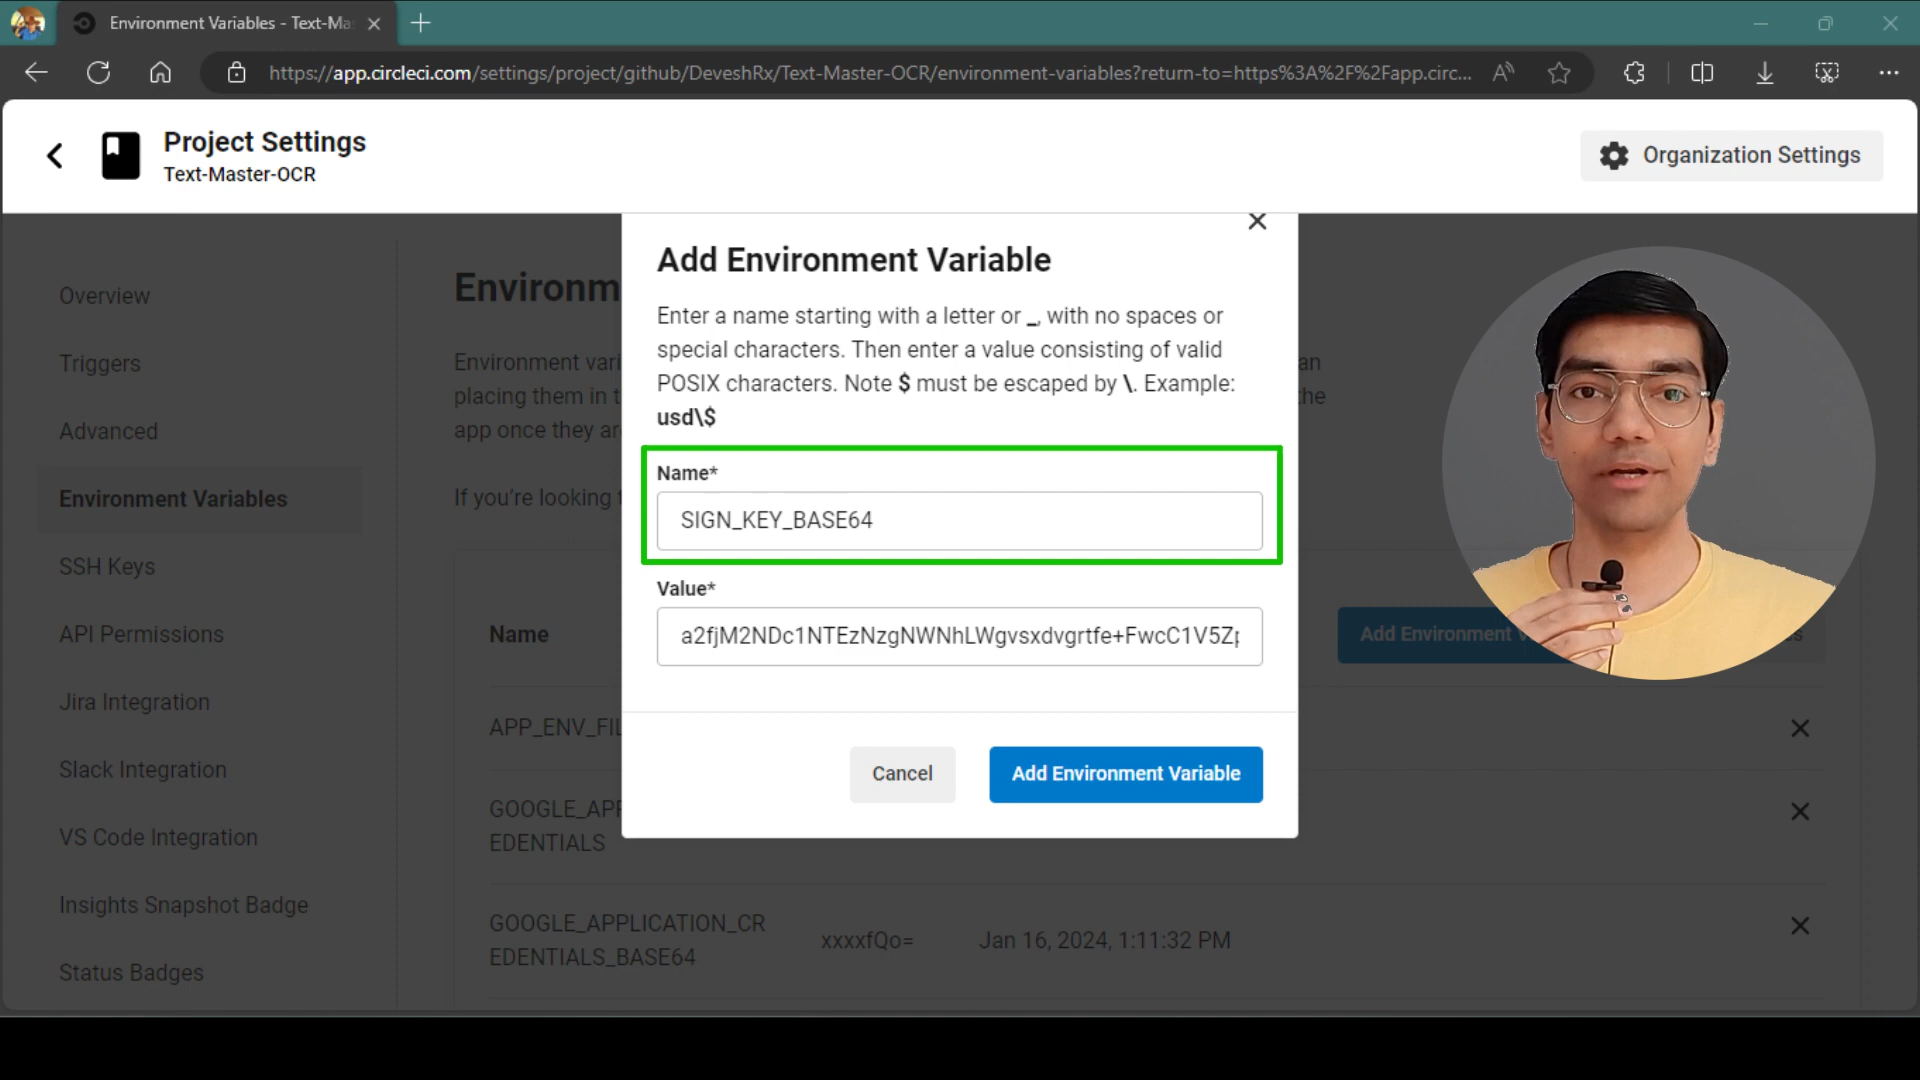 Environment Variables - Text-Ma
https://app.circleci.com/settings/project/github/DeveshRx/Text-Master-OCR/environment-variables?return-to=https%3A%2F%2Fapp.circ...
Project Settings
Text-Master-OCR
Organization Settings
Overview
Triggers
Advanced
Environment Variables
SSH Keys
API Permissions
Jira Integration
Slack Integration
VS Code Integration
Insights Snapshot Badge
Status Badges
Environm
Environment vari
placing them in t
app once they ar
If you're looking
an
the
Add Environment Variable
Enter a name starting with a letter or _, with no spaces or
special characters. Then enter a value consisting of valid
POSIX characters. Note $ must be escaped by \. Example:
usd\$
Name*
SIGN_KEY_BASE64
Value*
a2fjM2NDc1NTEzNzgNWNhLWgvsxdvgrtfe+FwcC1V5Z
Cancel
Add Environment Variable
Name
Add Environment
APP_ENV_FIL
GOOGLE_APP
EDENTIALS
GOOGLE_APPLICATION_CR
EDENTIALS_BASE64
xxxxfQo=
Jan 16, 2024, 1:11:32 PM